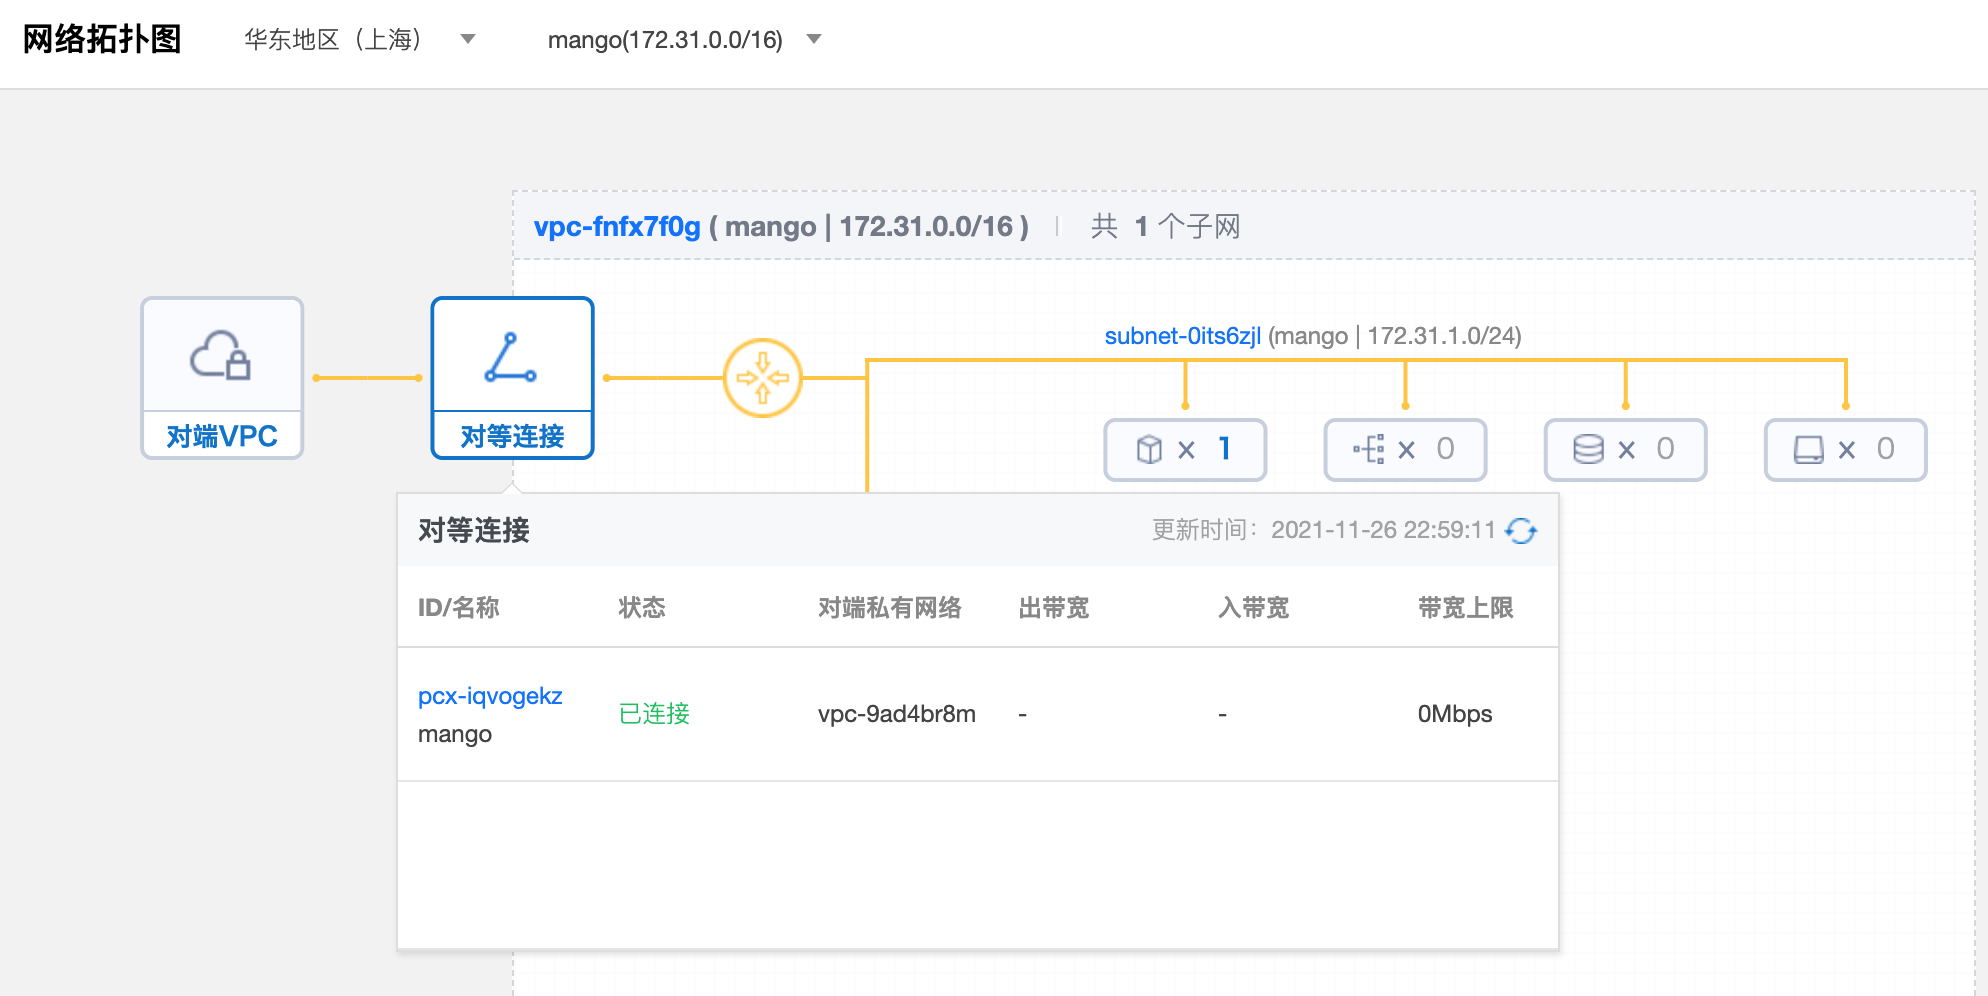 网络拓扑图 华东地区（上海） mango(172.31.0.0/16)
vpc-fnfx7f0g ( mango | 172.31.0.0/16 ) 共 1 个子网
subnet-0its6zjl (mango | 172.31.1.0/24)
对端VPC 对等连接
× 1 × 0 × 0 × 0
对等连接 更新时间：2021-11-26 22:59:11
ID/名称 状态 对端私有网络 出带宽 入带宽 带宽上限
pcx-iqvogekz
mango
已连接 vpc-9ad4br8m - - 0Mbps